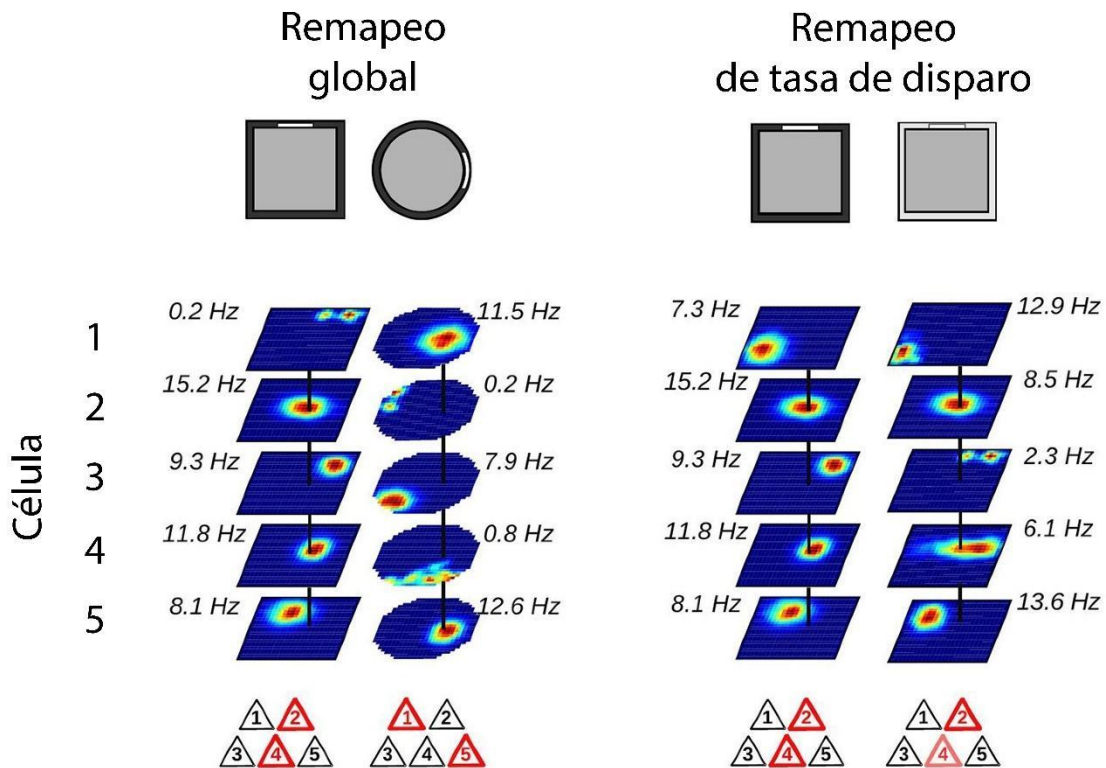 Remapeo
global
Remapeo
de tasa de disparo
Célula
1
0.2 Hz
11.5 Hz
7.3 Hz
12.9 Hz
2
15.2 Hz
0.2 Hz
15.2 Hz
8.5 Hz
3
9.3 Hz
7.9 Hz
9.3 Hz
2.3 Hz
4
11.8 Hz
0.8 Hz
11.8 Hz
6.1 Hz
5
8.1 Hz
12.6 Hz
8.1 Hz
13.6 Hz
1 2 1 2 1 2 1 2
3 4 5 3 4 5 3 4 5 3 4 5